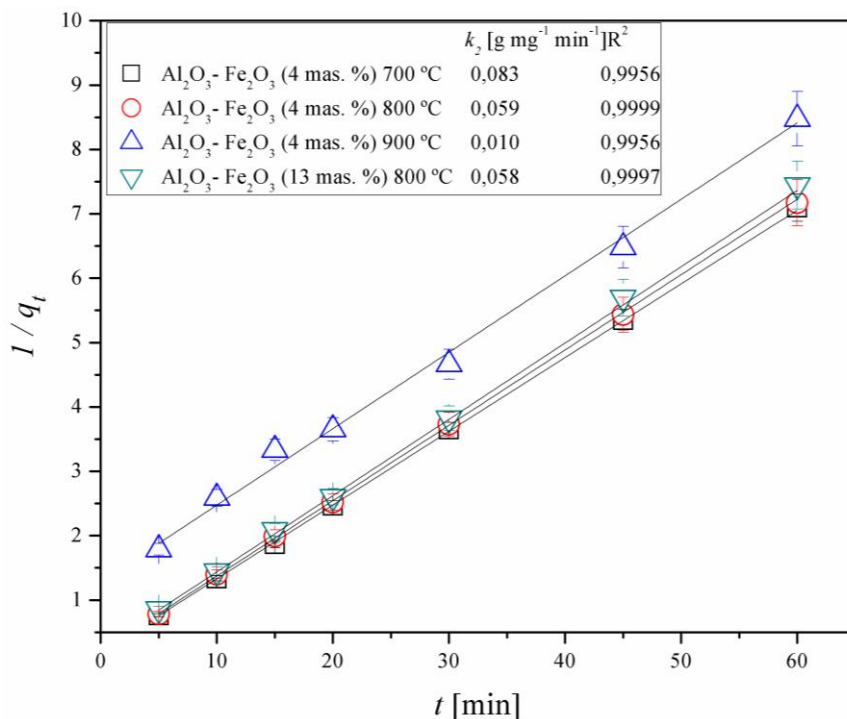 k₂ [g mg⁻¹ min⁻¹]R²
Al₂O₃- Fe₂O₃ (4 mas. %) 700 ºC 0,083 0,9956
Al₂O₃- Fe₂O₃ (4 mas. %) 800 ºC 0,059 0,9999
Al₂O₃- Fe₂O₃ (4 mas. %) 900 ºC 0,010 0,9956
Al₂O₃- Fe₂O₃ (13 mas. %) 800 ºC 0,058 0,9997
10
9
8
7
6
5
4
3
2
1
1 / qₜ
0 10 20 30 40 50 60
t [min]